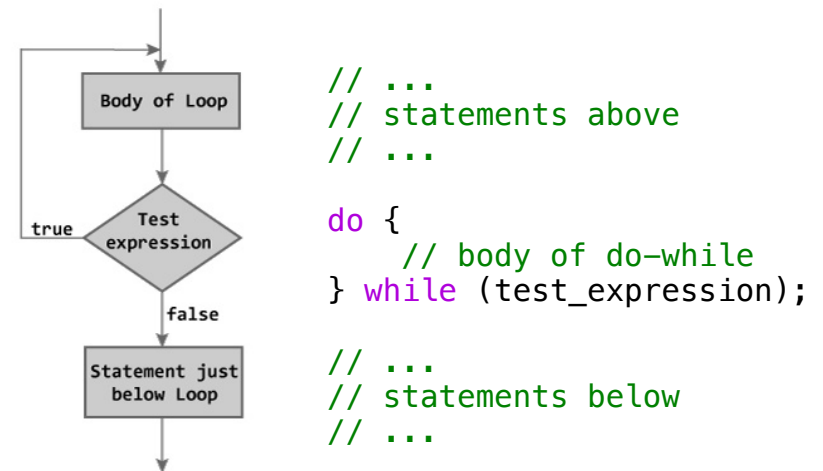 Body of Loop
Test
expression
true
false
Statement just
below Loop
// ...
// statements above
// ...
do {
    // body of do-while
} while (test_expression);
// ...
// statements below
// ...